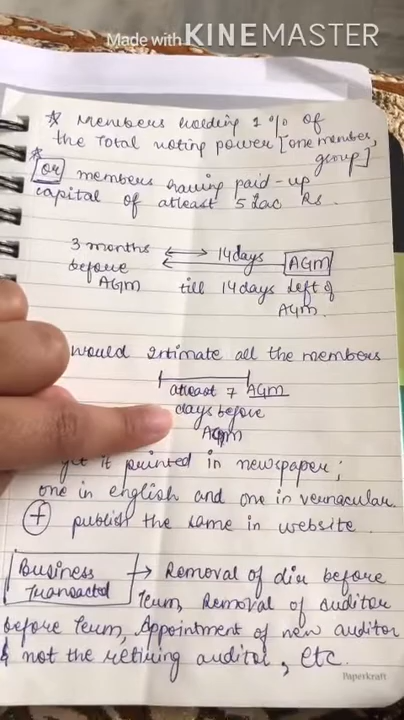 Made with KINEMASTER
* Members holding 1% of
the Total voting power [one member,
group]
* or members having paid-up
capital of atleast 5 lac Rs.
3 months ↔ 14 days AGM
before
AGM till 14 days left of
AGM.
would intimate all the members
atleast 7 AGM
days before
AGM
get it printed in newspaper;
one in english and one in vernacular
+ publish the same in website.
Business → Removal of dir before
Transacted Term, Removal of auditor
before Term, Appointment of new auditor
& not the retiring auditor, etc.
Paperkraft